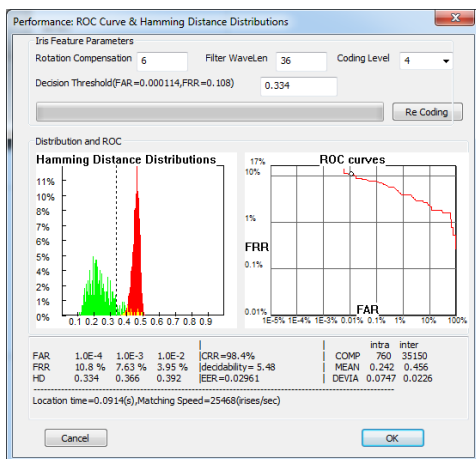 Performance: ROC Curve & Hamming Distance Distributions
Iris Feature Parameters
Rotation Compensation 6 Filter WaveLen 36 Coding Level 4
Decision Threshold(FAR=0.000114,FRR=0.108) 0.334
Re Coding
Distribution and ROC
Hamming Distance Distributions
11%
10%
9%
8%
7%
6%
5%
4%
3%
2%
1%
0%
0.1 0.2 0.3 0.4 0.5 0.6 0.7 0.8 0.9
ROC curves
17%
10%
1%
FRR
0.1%
0.01%
FAR
1E-5% 1E-4% 1E-3% 0.01% 0.1% 1% 10% 100%
intra inter
FAR 1.0E-4 1.0E-3 1.0E-2 |CRR=98.4% | COMP 760 35150
FRR 10.8 % 7.63 % 3.95 % |decidability= 5.48 | MEAN 0.242 0.456
HD 0.334 0.366 0.392 |EER=0.02961 | DEVIA 0.0747 0.0226
Location time=0.0914(s),Matching Speed=25468(irises/sec)
Cancel OK